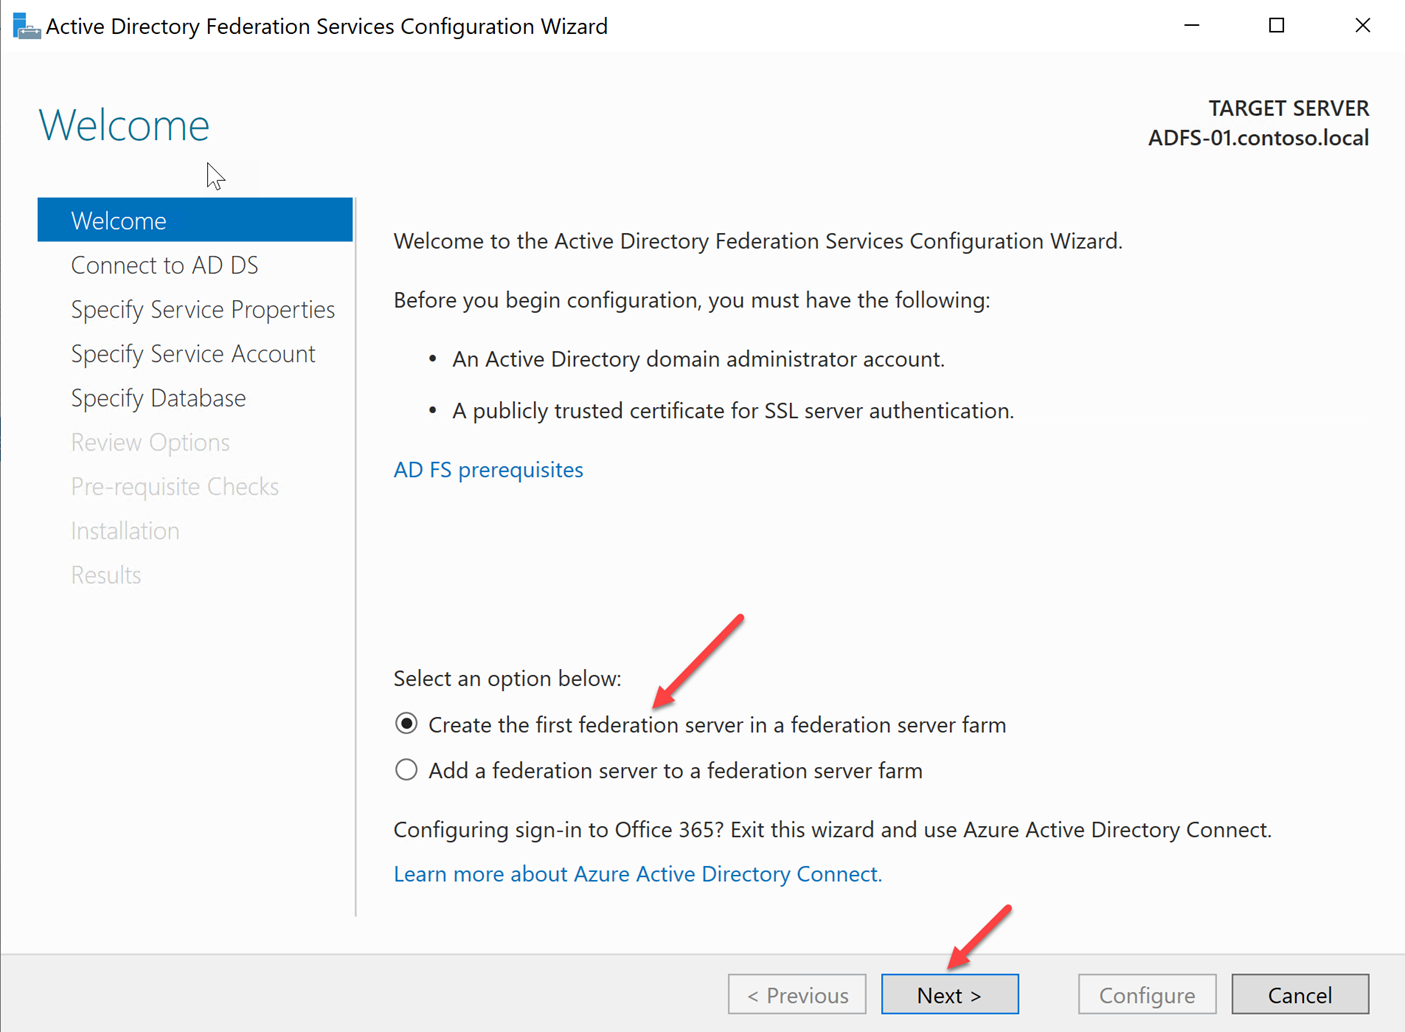 Active Directory Federation Services Configuration Wizard
Welcome
TARGET SERVER
ADFS-01.contoso.local
Welcome
Connect to AD DS
Specify Service Properties
Specify Service Account
Specify Database
Review Options
Pre-requisite Checks
Installation
Results
Welcome to the Active Directory Federation Services Configuration Wizard.
Before you begin configuration, you must have the following:
• An Active Directory domain administrator account.
• A publicly trusted certificate for SSL server authentication.
AD FS prerequisites
Select an option below:
Create the first federation server in a federation server farm
Add a federation server to a federation server farm
Configuring sign-in to Office 365? Exit this wizard and use Azure Active Directory Connect.
Learn more about Azure Active Directory Connect.
< Previous
Next >
Configure
Cancel